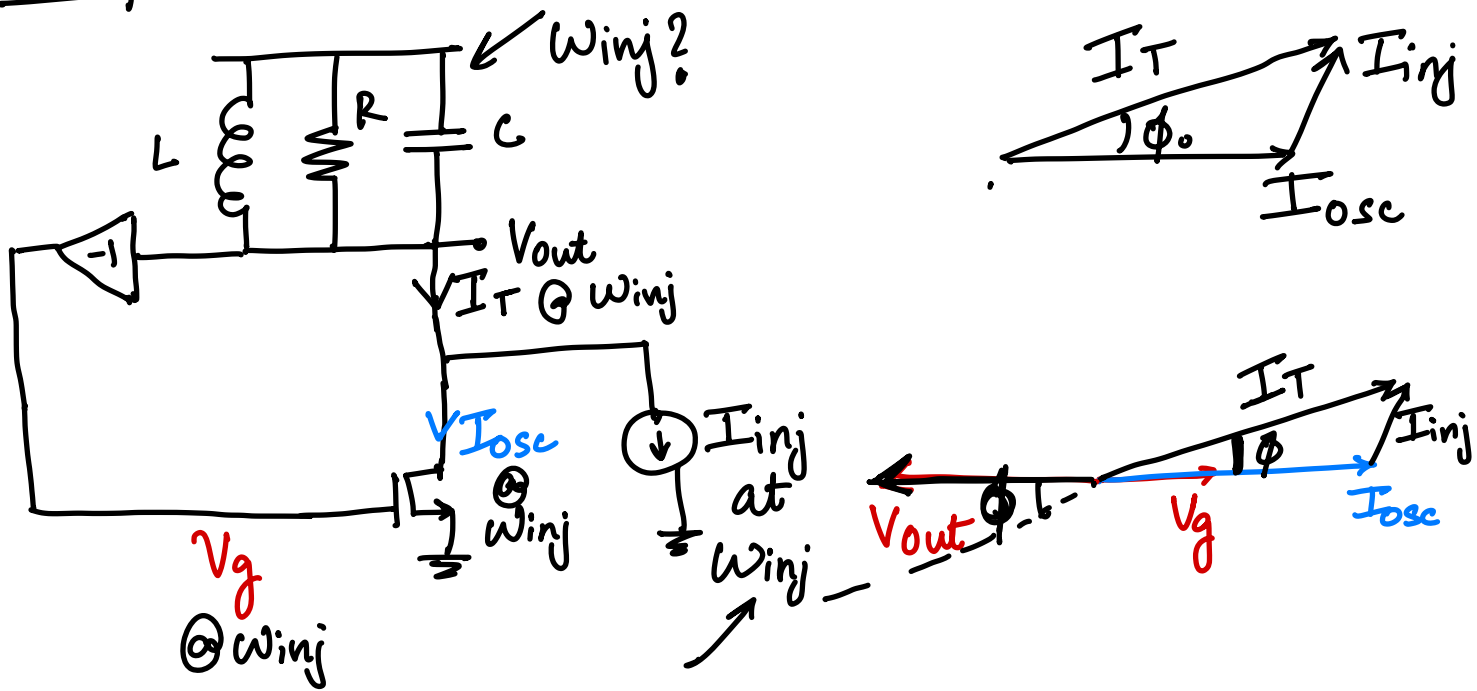 ωinj?
L
R
C
-1
Vout
IT @ ωinj
Iosc
@
ωinj
Iinj
at
ωinj
Vg
@ωinj
IT
Iinj
φ0
Iosc
IT
Iinj
φ
φ
Vout
Vg
Iosc